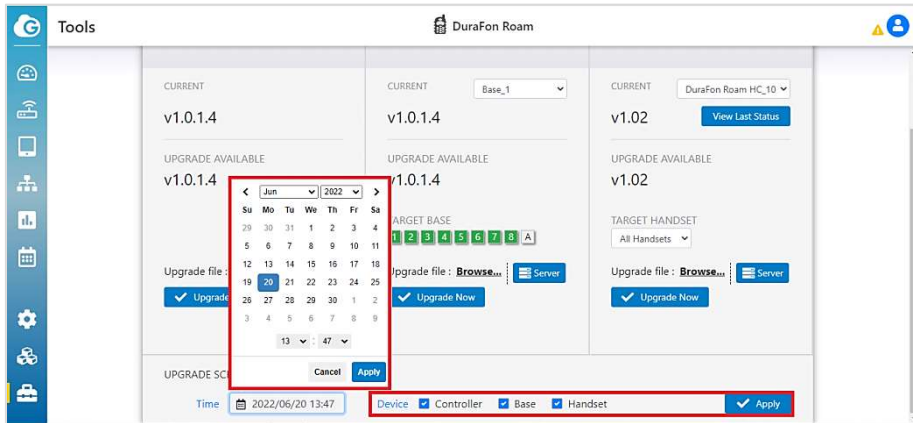 Tools
DuraFon Roam
CURRENT
v1.0.1.4
UPGRADE AVAILABLE
v1.0.1.4
Upgrade file :
Upgrade
CURRENT
Base_1
v1.0.1.4
UPGRADE AVAILABLE
v1.0.1.4
TARGET BASE
1 2 3 4 5 6 7 8 A
Upgrade file : Browse... Server
Upgrade Now
CURRENT
DuraFon Roam HC_10
v1.02
View Last Status
UPGRADE AVAILABLE
v1.02
TARGET HANDSET
All Handsets
Upgrade file : Browse... Server
Upgrade Now
Jun 2022
Su Mo Tu We Th Fr Sa
29 30 31 1 2 3 4
5 6 7 8 9 10 11
12 13 14 15 16 17 18
19 20 21 22 23 24 25
26 27 28 29 30 1 2
3 4 5 6 7 8 9
13 : 47
Cancel Apply
UPGRADE SC
Time 2022/06/20 13:47
Device Controller Base Handset
Apply